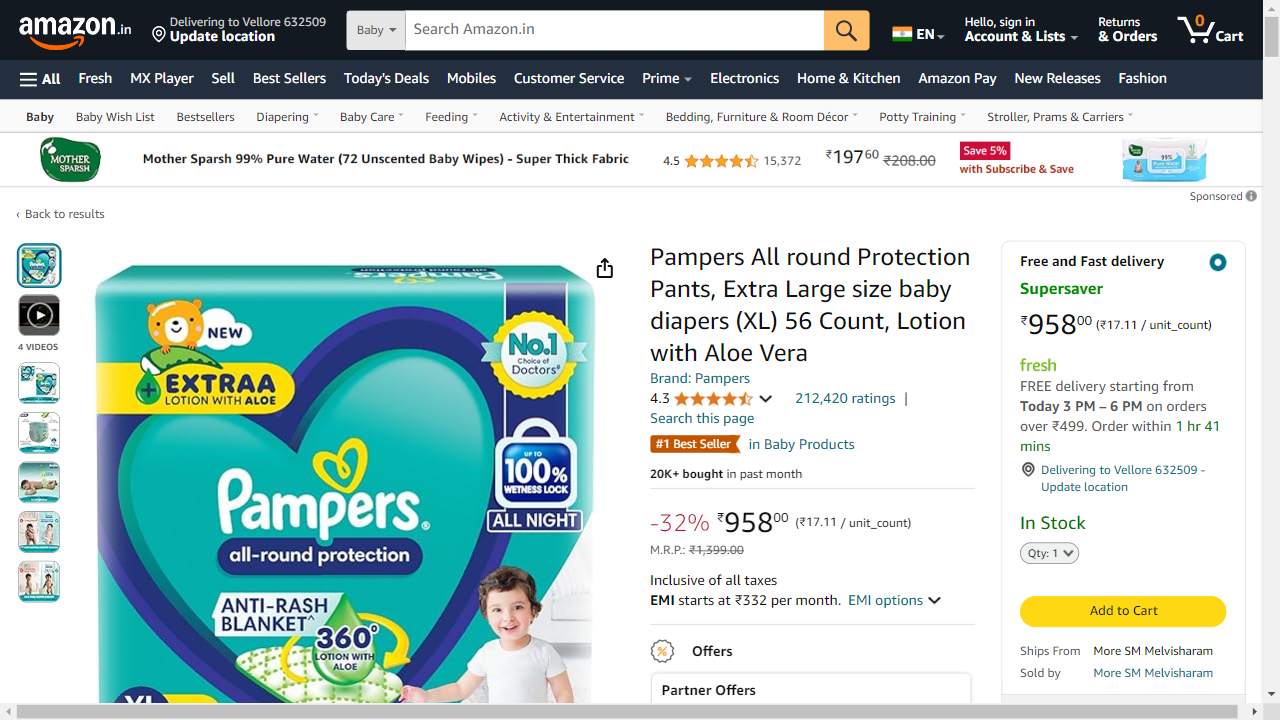 amazon.in
Delivering to Vellore 632509
Update location
Baby
Search Amazon.in
EN
Hello, sign in
Account & Lists
Returns
& Orders
0
Cart
All
Fresh
MX Player
Sell
Best Sellers
Today's Deals
Mobiles
Customer Service
Prime
Electronics
Home & Kitchen
Amazon Pay
New Releases
Fashion
Baby
Baby Wish List
Bestsellers
Diapering
Baby Care
Feeding
Activity & Entertainment
Bedding, Furniture & Room Décor
Potty Training
Stroller, Prams & Carriers
MOTHER
SPARSH
Mother Sparsh 99% Pure Water (72 Unscented Baby Wipes) - Super Thick Fabric
4.5
15,372
₹19760 ₹208.00
Save 5%
with Subscribe & Save
Sponsored
‹ Back to results
4 VIDEOS
NEW
EXTRAA
LOTION WITH ALOE
No.1
Choice of
Doctors#
UP TO
100%
WETNESS LOCK
ALL NIGHT
Pampers®
all-round protection
ANTI-RASH
BLANKET^
360°
LOTION WITH
ALOE
XL
Pampers All round Protection
Pants, Extra Large size baby
diapers (XL) 56 Count, Lotion
with Aloe Vera
Brand: Pampers
4.3
212,420 ratings |
Search this page
#1 Best Seller in Baby Products
20K+ bought in past month
-32% ₹95800 (₹17.11 / unit_count)
M.R.P.: ₹1,399.00
Inclusive of all taxes
EMI starts at ₹332 per month. EMI options
Offers
Partner Offers
Free and Fast delivery
Supersaver
₹95800 (₹17.11 / unit_count)
fresh
FREE delivery starting from
Today 3 PM – 6 PM on orders
over ₹499. Order within 1 hr 41
mins
Delivering to Vellore 632509 -
Update location
In Stock
Qty: 1
Add to Cart
Ships From More SM Melvisharam
Sold by More SM Melvisharam